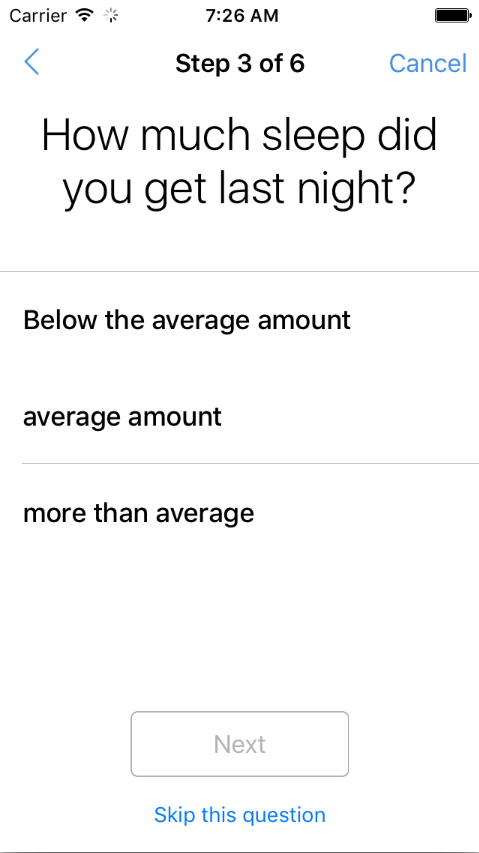 Carrier 7:26 AM
Step 3 of 6 Cancel
How much sleep did
you get last night?
Below the average amount
average amount
more than average
Next
Skip this question